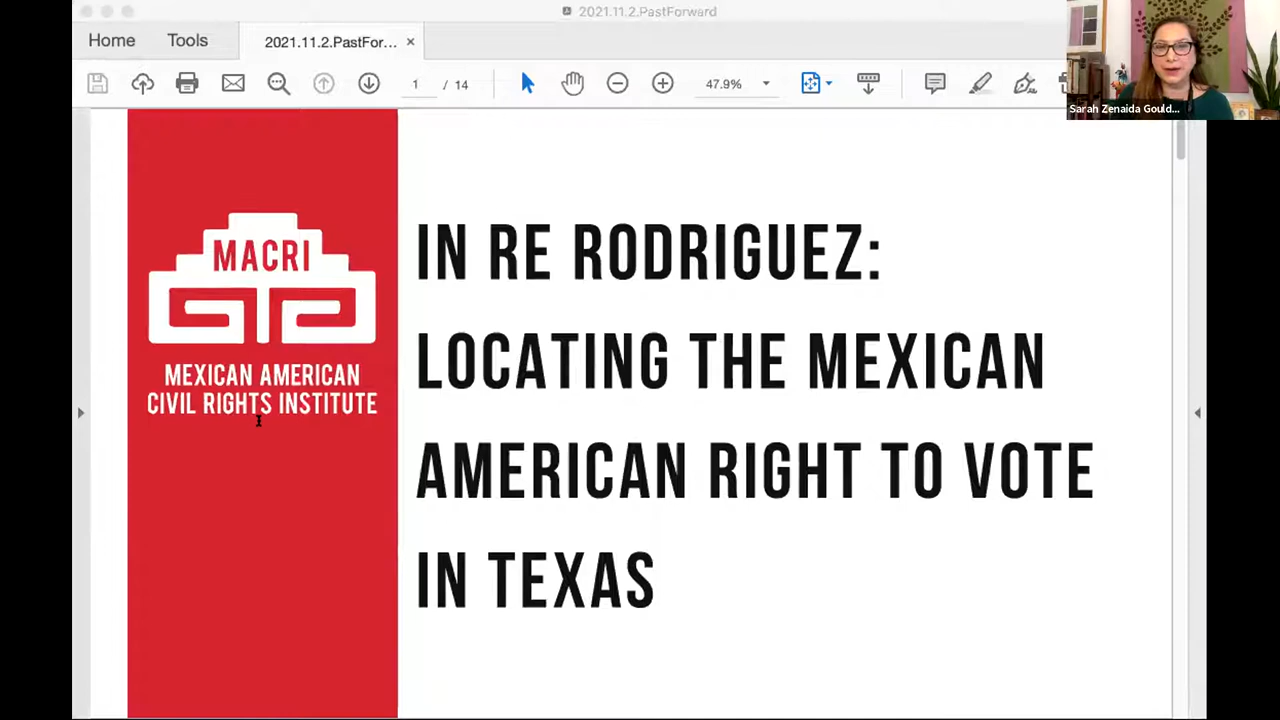 2021.11.2.PastForward
Home
Tools
2021.11.2.PastFor... ×
1 / 14
47.9%
Sarah Zenaida Gould...
MACRI
MEXICAN AMERICAN
CIVIL RIGHTS INSTITUTE
IN RE RODRIGUEZ:
LOCATING THE MEXICAN
AMERICAN RIGHT TO VOTE
IN TEXAS